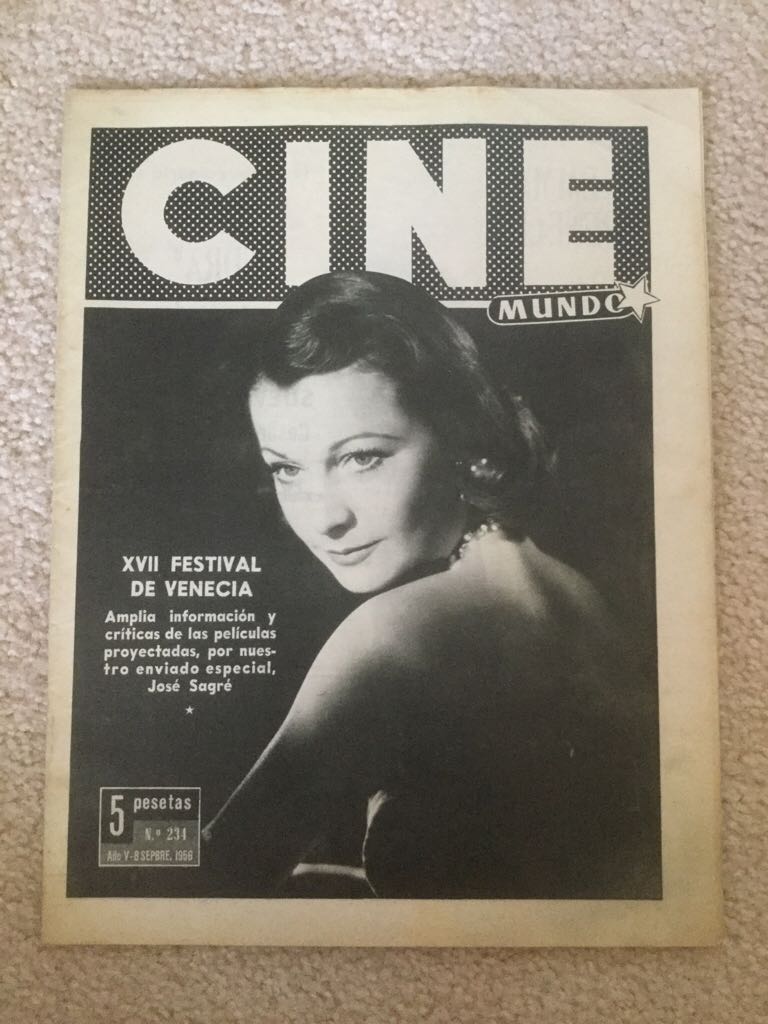 CINE
MUNDO
XVII FESTIVAL
DE VENECIA
Amplia información y
críticas de las películas
proyectadas, por nues-
tro enviado especial,
José Sagré
5 pesetas
N.º 234
Año V-8 SEPBRE, 1956